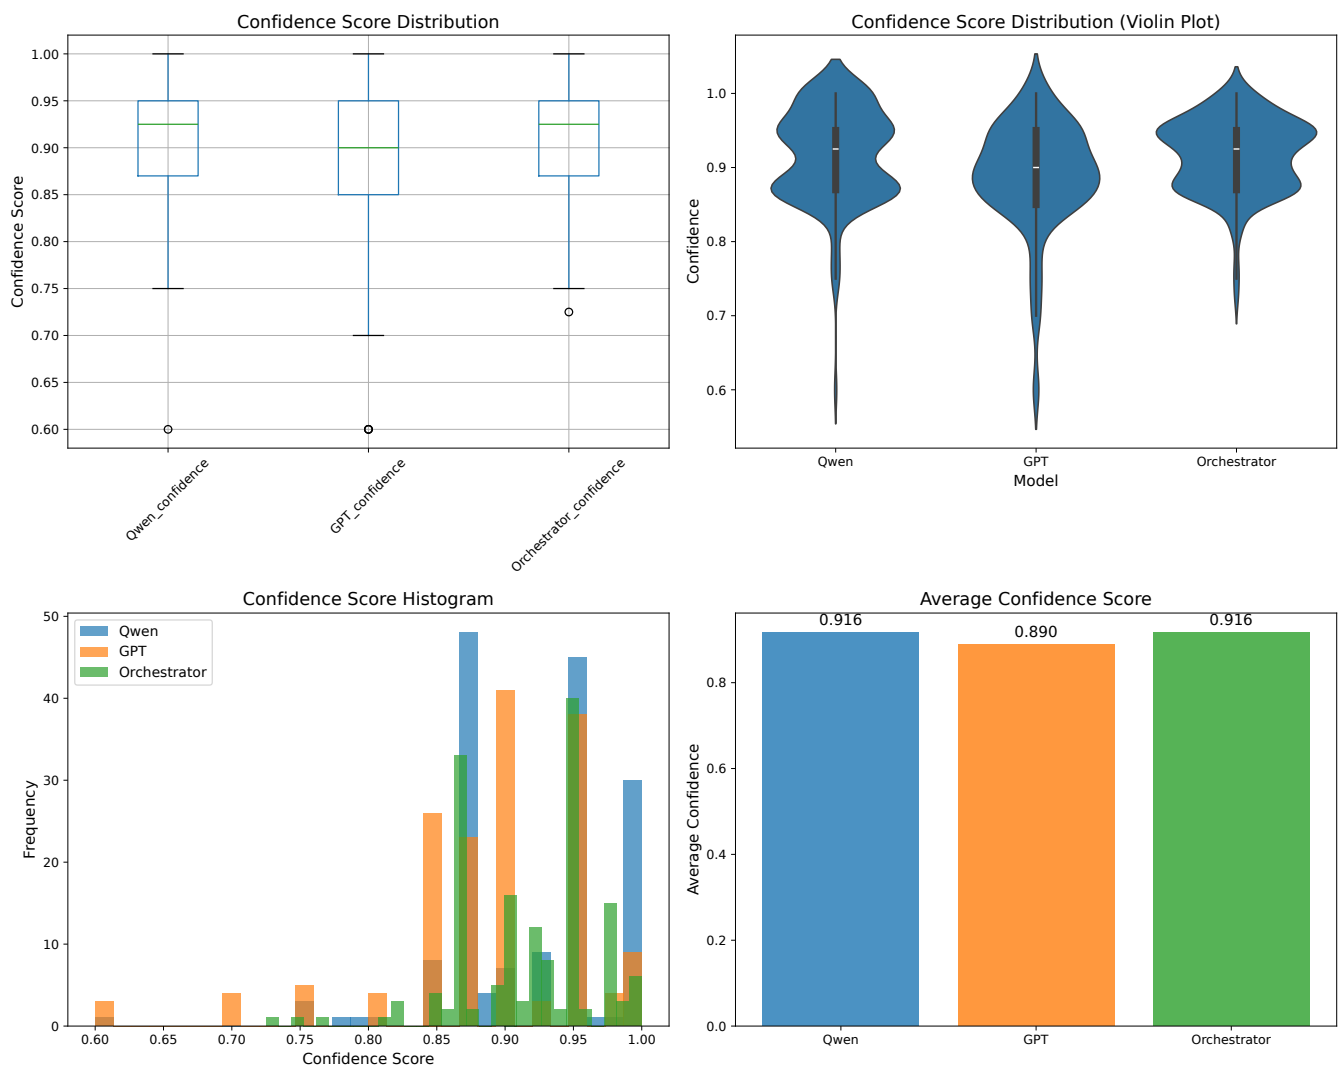 Confidence Score Distribution
Confidence Score
1.00
0.95
0.90
0.85
0.80
0.75
0.70
0.65
0.60
Qwen_confidence
GPT_confidence
Orchestrator_confidence
Confidence Score Distribution (Violin Plot)
Confidence
1.0
0.9
0.8
0.7
0.6
Qwen
GPT
Orchestrator
Model
Confidence Score Histogram
Qwen
GPT
Orchestrator
Frequency
50
40
30
20
10
0
0.60
0.65
0.70
0.75
0.80
0.85
0.90
0.95
1.00
Confidence Score
Average Confidence Score
0.916
0.890
0.916
Average Confidence
0.8
0.6
0.4
0.2
0.0
Qwen
GPT
Orchestrator